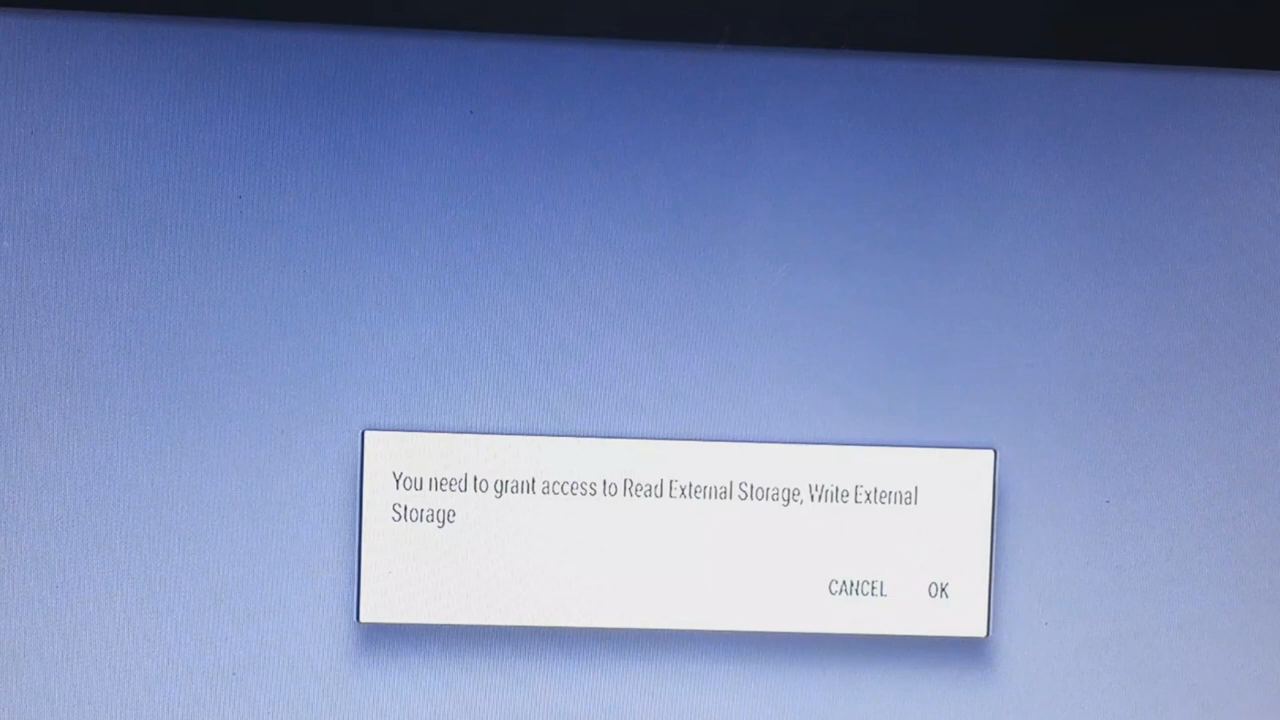 You need to grant access to Read External Storage, Write External
Storage
CANCEL OK